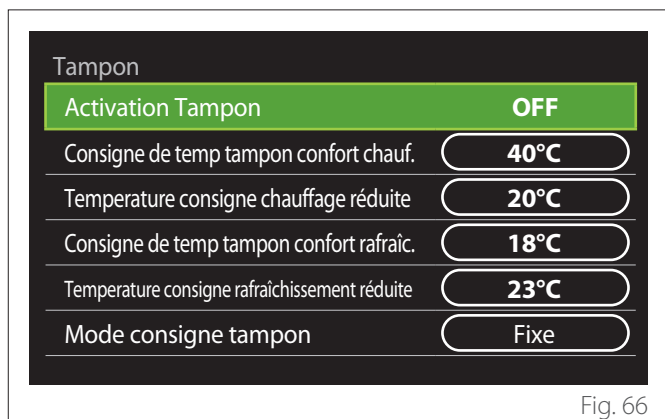 Tampon
Activation Tampon OFF
Consigne de temp tampon confort chauf. 40°C
Temperature consigne chauffage réduite 20°C
Consigne de temp tampon confort rafraîc. 18°C
Temperature consigne rafraîchissement réduite 23°C
Mode consigne tampon Fixe
Fig. 66